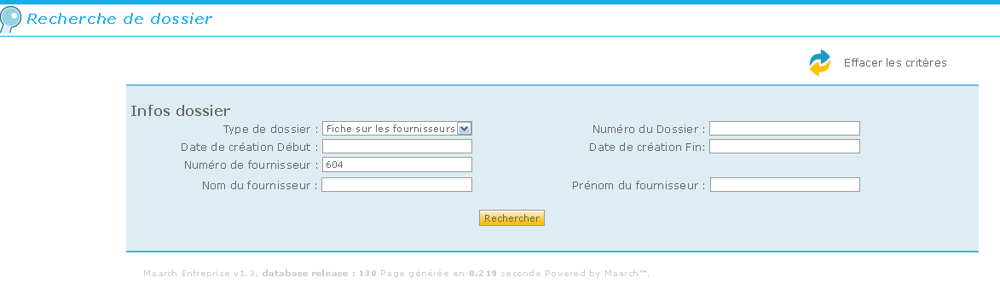 Recherche de dossier
Effacer les critères
Infos dossier
Type de dossier : Fiche sur les fournisseurs Numéro du Dossier :
Date de création Début : Date de création Fin:
Numéro de fournisseur : 604
Nom du fournisseur : Prénom du fournisseur :
Rechercher
Maarch Entreprise v1.3, database release : 130 Page générée en 0.219 seconde Powered by Maarch™.